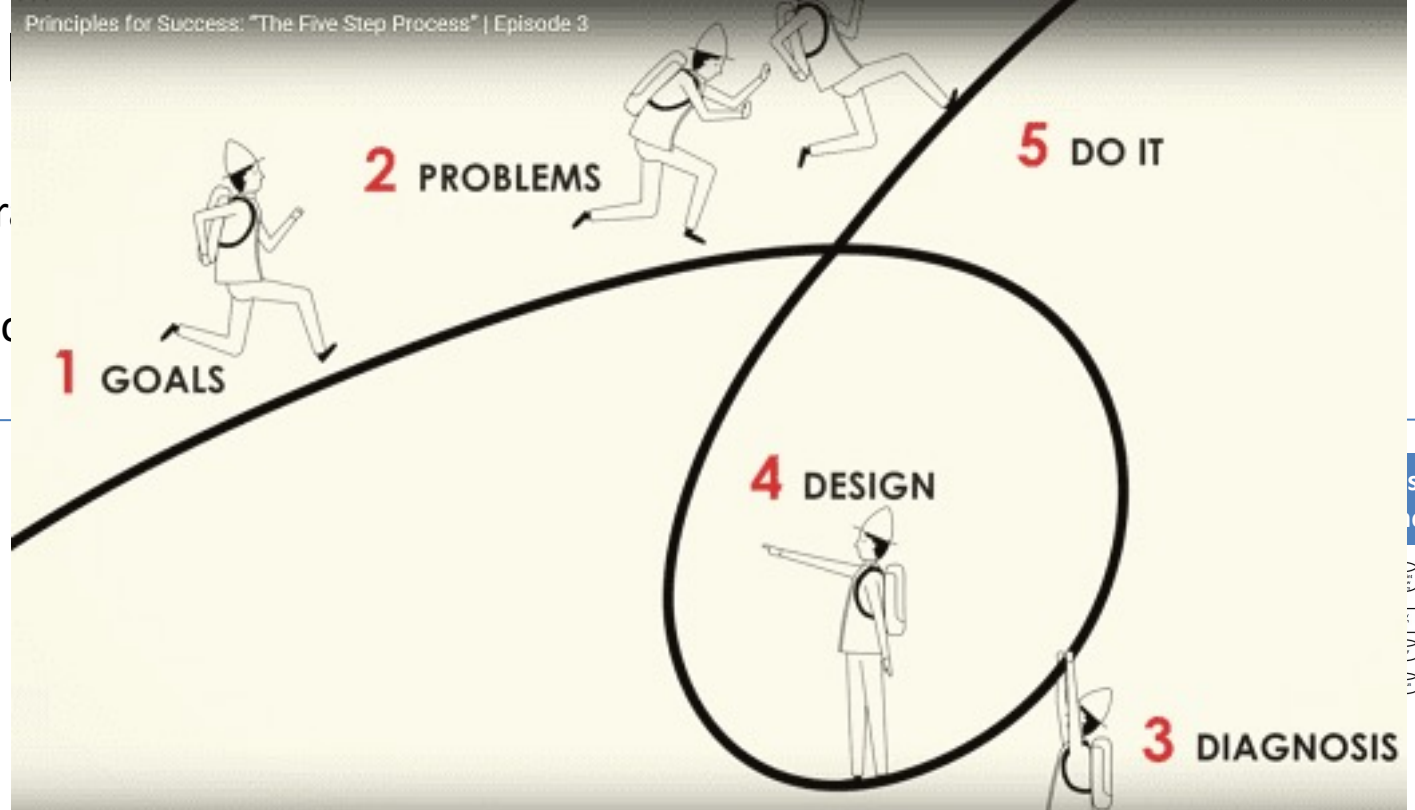 Principles for Success: "The Five Step Process" | Episode 3
5 DO IT
2 PROBLEMS
1 GOALS
4 DESIGN
3 DIAGNOSIS